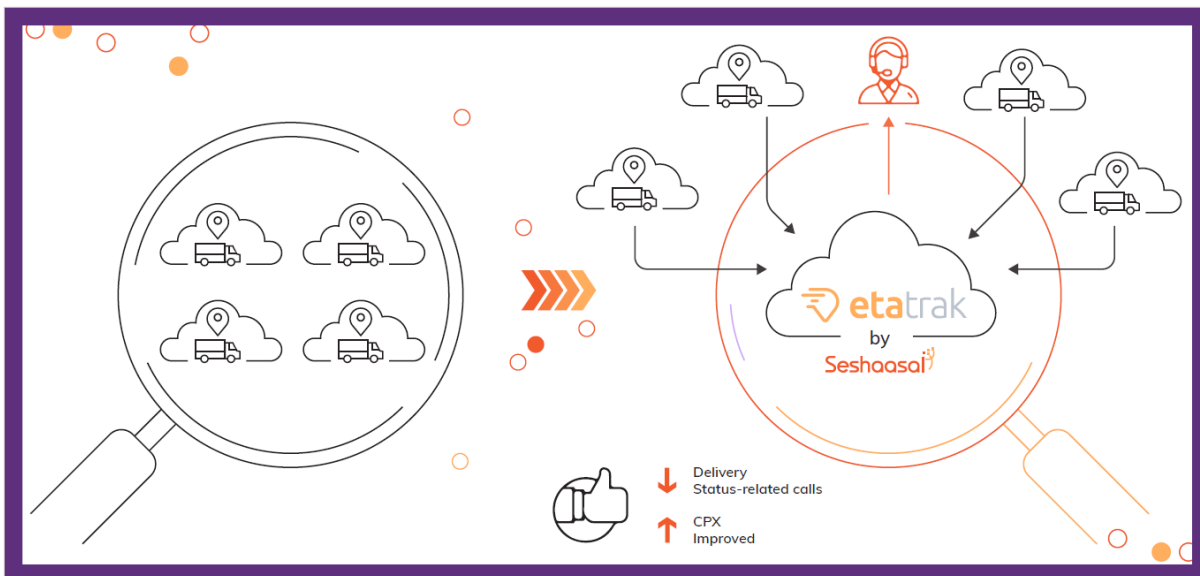 etatrak
by
Seshaasai
Delivery
Status-related calls
CPX
Improved